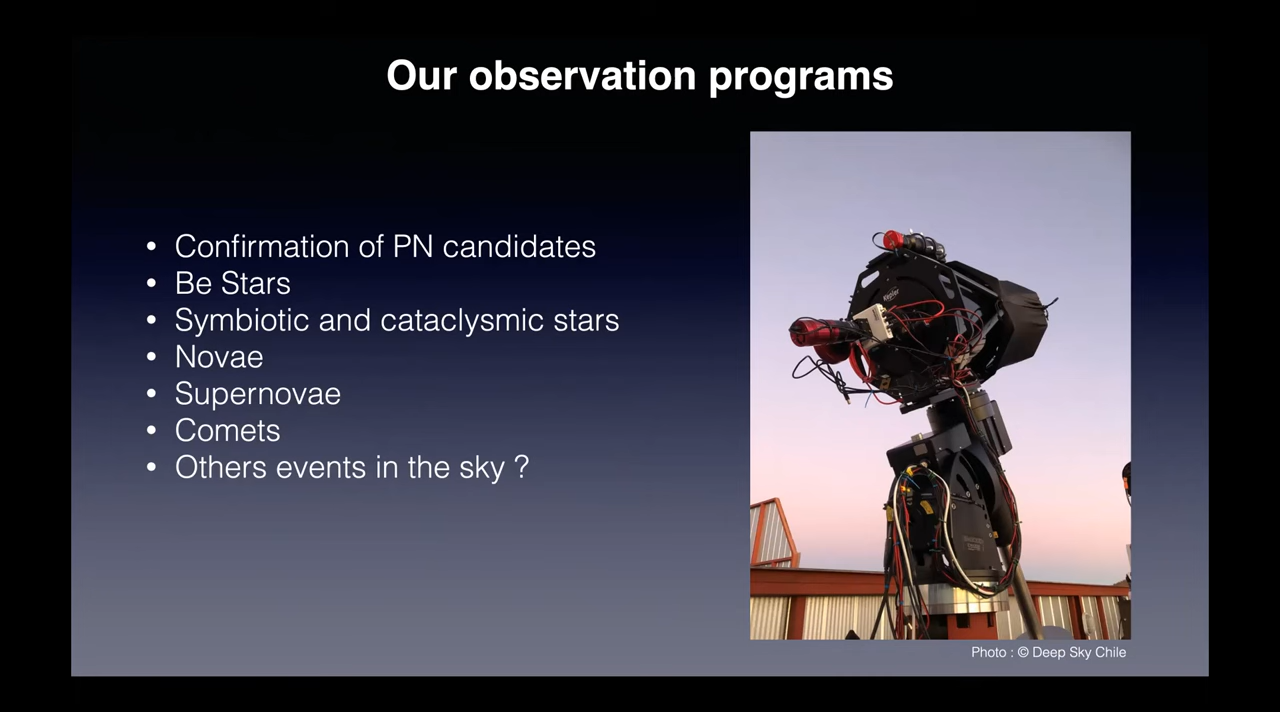 Our observation programs
• Confirmation of PN candidates
• Be Stars
• Symbiotic and cataclysmic stars
• Novae
• Supernovae
• Comets
• Others events in the sky ?
Photo : © Deep Sky Chile